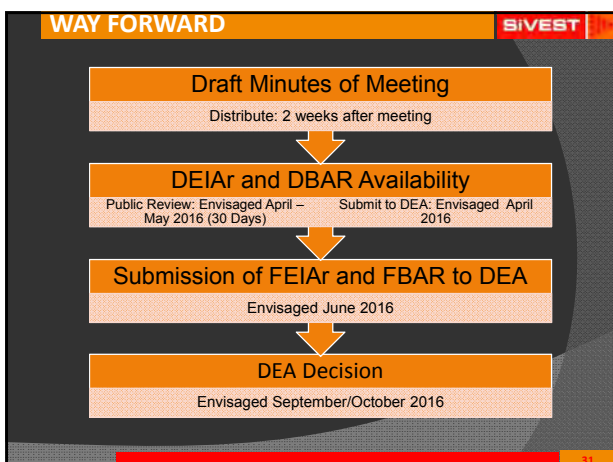 WAY FORWARD
SiVEST
Draft Minutes of Meeting
Distribute: 2 weeks after meeting
DEIAr and DBAR Availability
Public Review: Envisaged April –
May 2016 (30 Days)
Submit to DEA: Envisaged April
2016
Submission of FEIAr and FBAR to DEA
Envisaged June 2016
DEA Decision
Envisaged September/October 2016
31